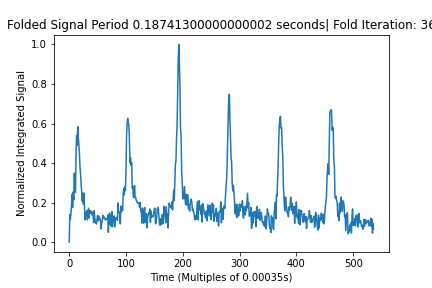 Folded Signal Period 0.18741300000000002 seconds| Fold Iteration: 36
1.0
0.8
0.6
0.4
0.2
0.0
Normalized Integrated Signal
0 100 200 300 400 500
Time (Multiples of 0.00035s)